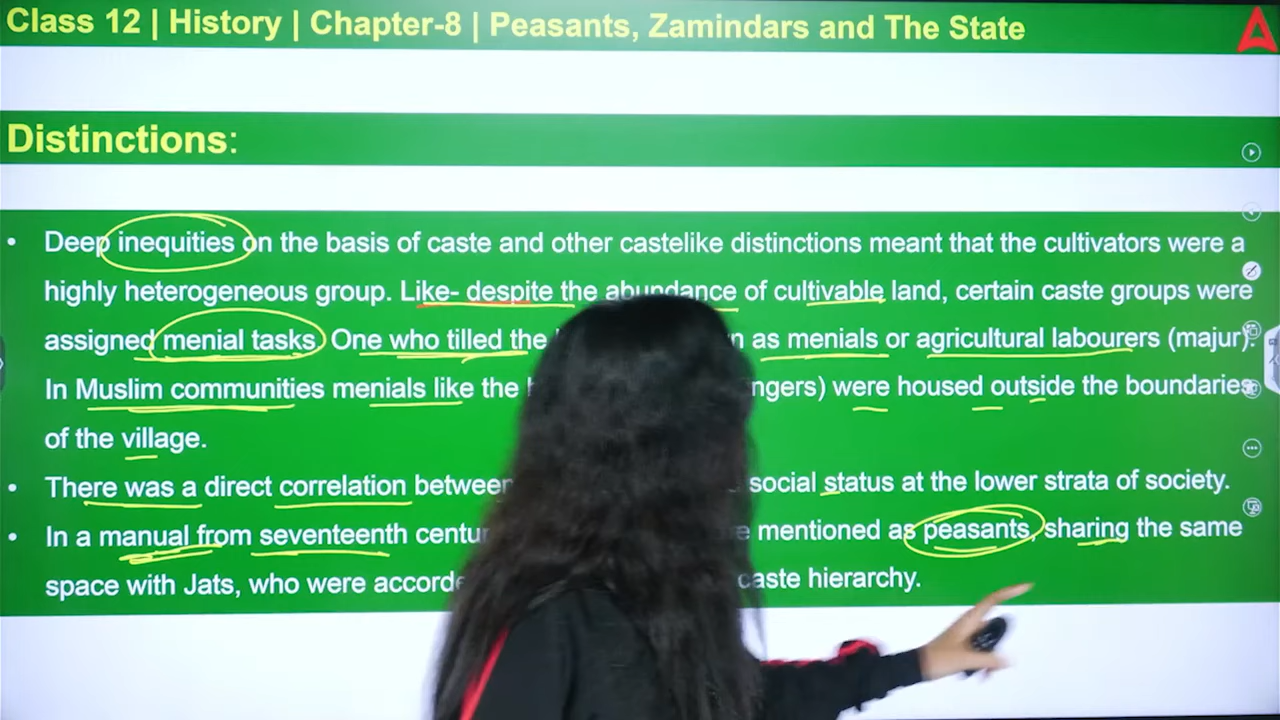 Class 12 | History | Chapter-8 | Peasants, Zamindars and The State
Distinctions:
• Deep inequities on the basis of caste and other castelike distinctions meant that the cultivators were a
highly heterogeneous group. Like- despite the abundance of cultivable land, certain caste groups were
assigned menial tasks One who tilled the as menials or agricultural labourers (majur).
In Muslim communities menials like the were housed outside the boundaries
of the village.
• There was a direct correlation between social status at the lower strata of society.
• In a manual from seventeenth mentioned as peasants, sharing the same
space with Jats, who were caste hierarchy.